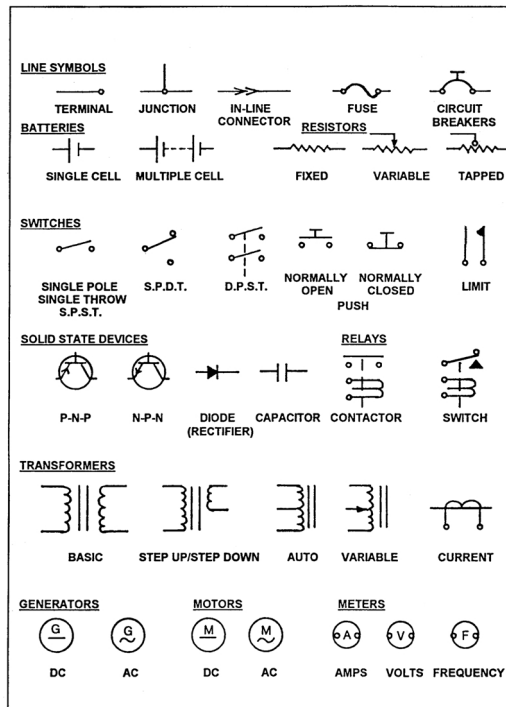 LINE SYMBOLS
TERMINAL JUNCTION IN-LINE CONNECTOR FUSE CIRCUIT BREAKERS
BATTERIES RESISTORS
SINGLE CELL MULTIPLE CELL FIXED VARIABLE TAPPED
SWITCHES
SINGLE POLE SINGLE THROW S.P.S.T. S.P.D.T. D.P.S.T. NORMALLY OPEN NORMALLY CLOSED LIMIT
PUSH
SOLID STATE DEVICES RELAYS
P-N-P N-P-N DIODE (RECTIFIER) CAPACITOR CONTACTOR SWITCH
TRANSFORMERS
BASIC STEP UP/STEP DOWN AUTO VARIABLE CURRENT
GENERATORS MOTORS METERS
G G M M A V F
DC AC DC AC AMPS VOLTS FREQUENCY